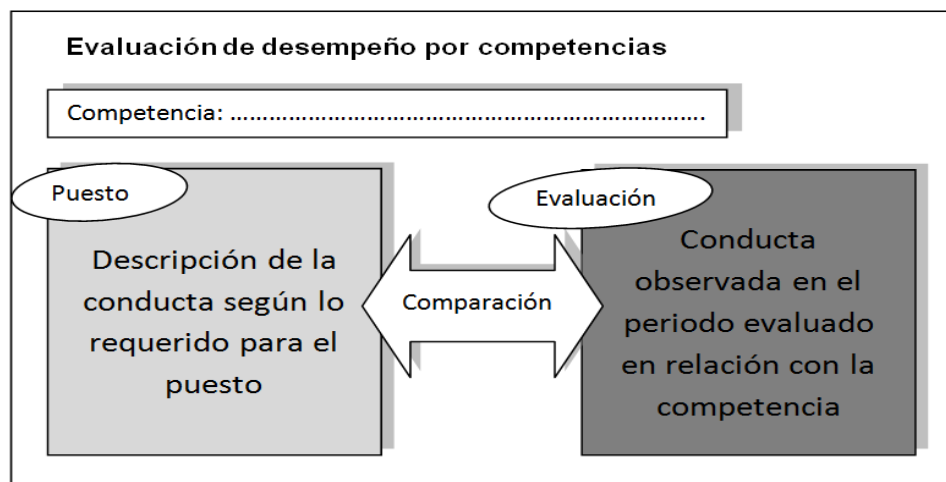 Evaluación de desempeño por competencias
Competencia: ……………………………………………………………….
Puesto
Descripción de la
conducta según lo
requerido para el
puesto
Comparación
Evaluación
Conducta
observada en el
periodo evaluado
en relación con la
competencia